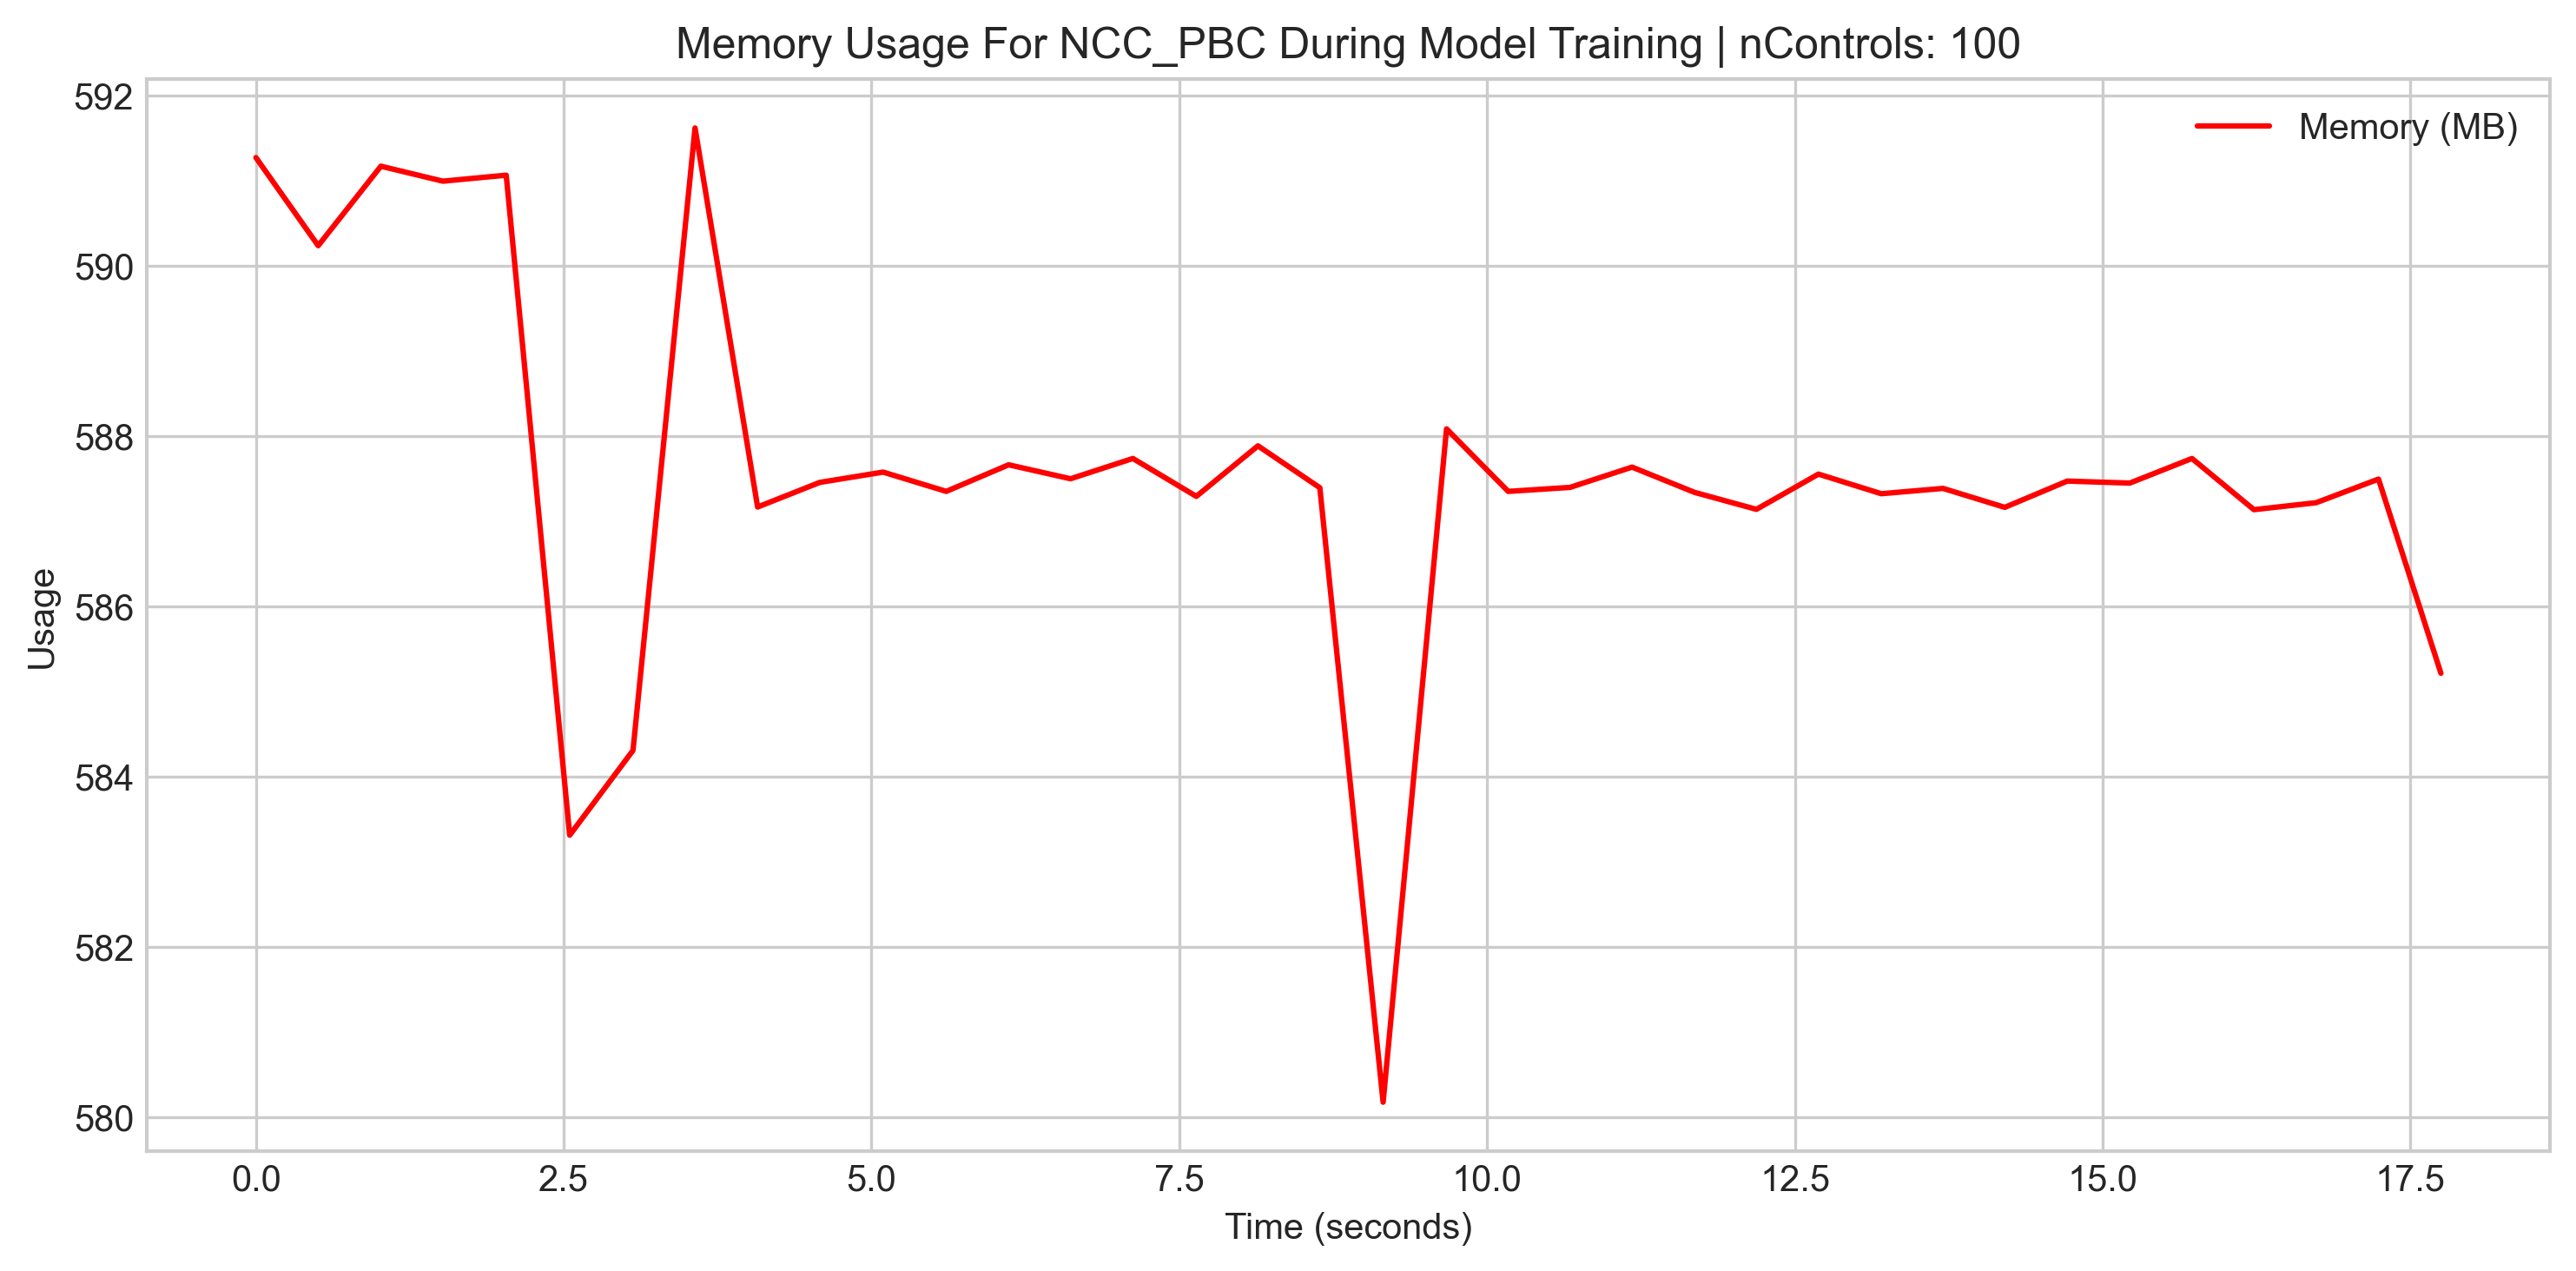 Memory Usage For NCC_PBC During Model Training | nControls: 100
592
590
588
586
584
582
580
Usage
Memory (MB)
0.0 2.5 5.0 7.5 10.0 12.5 15.0 17.5
Time (seconds)